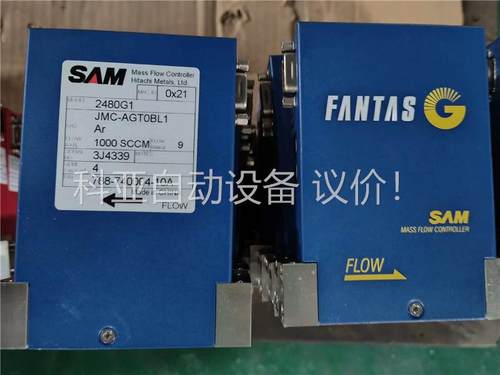 SAM
Mass Flow Controller
Hitachi Metals, Ltd.
0x21
2480G1
JMC-AGT0BL1
Ar
1000 SCCM 9
3J4339
4
FLOW
FANTAS G
SAM
MASS FLOW CONTROLLER
FLOW
科亚自动设备 议价！